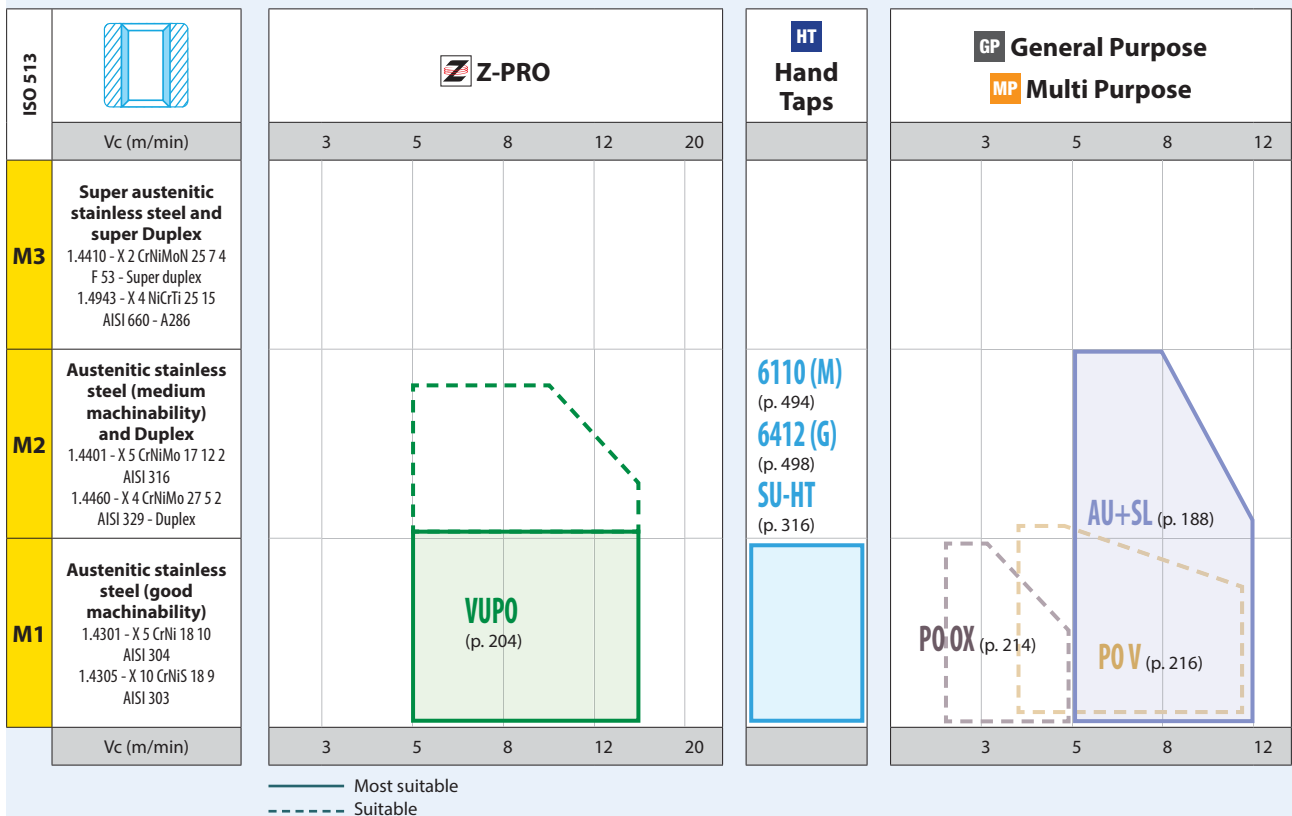 ISO 513
Z-PRO
HT
Hand
Taps
GP General Purpose
MP Multi Purpose
Vc (m/min)
3 5 8 12 20
3 5 8 12
M3
Super austenitic
stainless steel and
super Duplex
1.4410 - X 2 CrNiMoN 25 7 4
F 53 - Super duplex
1.4943 - X 4 NiCrTi 25 15
AISI 660 - A286
M2
Austenitic stainless
steel (medium
machinability)
and Duplex
1.4401 - X 5 CrNiMo 17 12 2
AISI 316
1.4460 - X 4 CrNiMo 27 5 2
AISI 329 - Duplex
6110 (M)
(p. 494)
6412 (G)
(p. 498)
SU-HT
(p. 316)
AU+SL (p. 188)
M1
Austenitic stainless
steel (good
machinability)
1.4301 - X 5 CrNi 18 10
AISI 304
1.4305 - X 10 CrNiS 18 9
AISI 303
VUPO
(p. 204)
PO OX (p. 214)
PO V (p. 216)
Vc (m/min)
3 5 8 12 20
3 5 8 12
Most suitable
Suitable